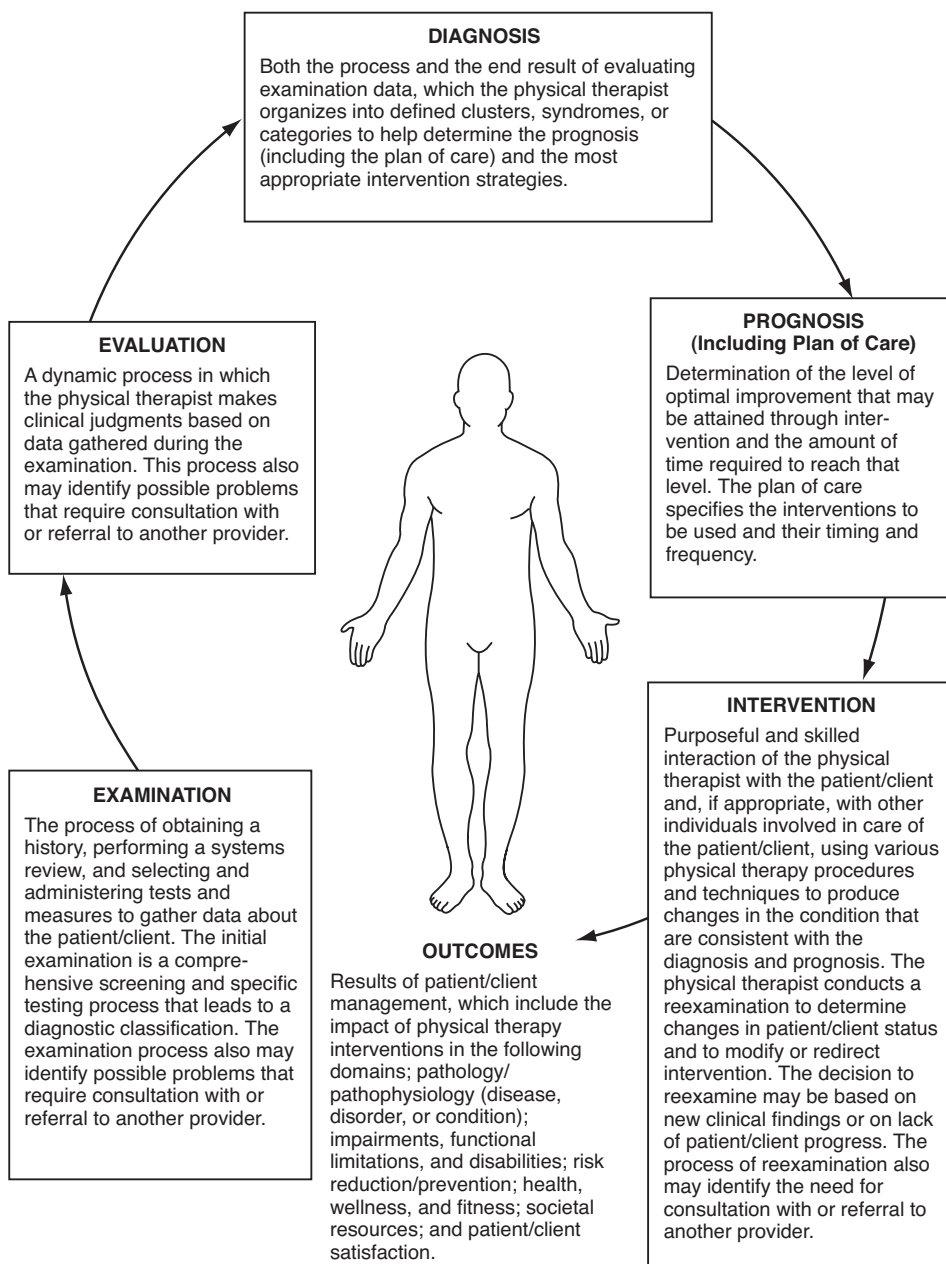 DIAGNOSIS
Both the process and the end result of evaluating
examination data, which the physical therapist
organizes into defined clusters, syndromes, or
categories to help determine the prognosis
(including the plan of care) and the most
appropriate intervention strategies.
PROGNOSIS
(Including Plan of Care)
Determination of the level of
optimal improvement that may
be attained through inter-
vention and the amount of
time required to reach that
level. The plan of care
specifies the interventions to
be used and their timing and
frequency.
INTERVENTION
Purposeful and skilled
interaction of the physical
therapist with the patient/client
and, if appropriate, with other
individuals involved in care of
the patient/client, using various
physical therapy procedures
and techniques to produce
changes in the condition that
are consistent with the
diagnosis and prognosis. The
physical therapist conducts a
reexamination to determine
changes in patient/client status
and to modify or redirect
intervention. The decision to
reexamine may be based on
new clinical findings or on lack
of patient/client progress. The
process of reexamination also
may identify the need for
consultation with or referral to
another provider.
OUTCOMES
Results of patient/client
management, which include the
impact of physical therapy
interventions in the following
domains; pathology/
pathophysiology (disease,
disorder, or condition);
impairments, functional
limitations, and disabilities; risk
reduction/prevention; health,
wellness, and fitness; societal
resources; and patient/client
satisfaction.
EXAMINATION
The process of obtaining a
history, performing a systems
review, and selecting and
administering tests and
measures to gather data about
the patient/client. The initial
examination is a compre-
hensive screening and specific
testing process that leads to a
diagnostic classification. The
examination process also may
identify possible problems that
require consultation with or
referral to another provider.
EVALUATION
A dynamic process in which
the physical therapist makes
clinical judgments based on
data gathered during the
examination. This process also
may identify possible problems
that require consultation with
or referral to another provider.